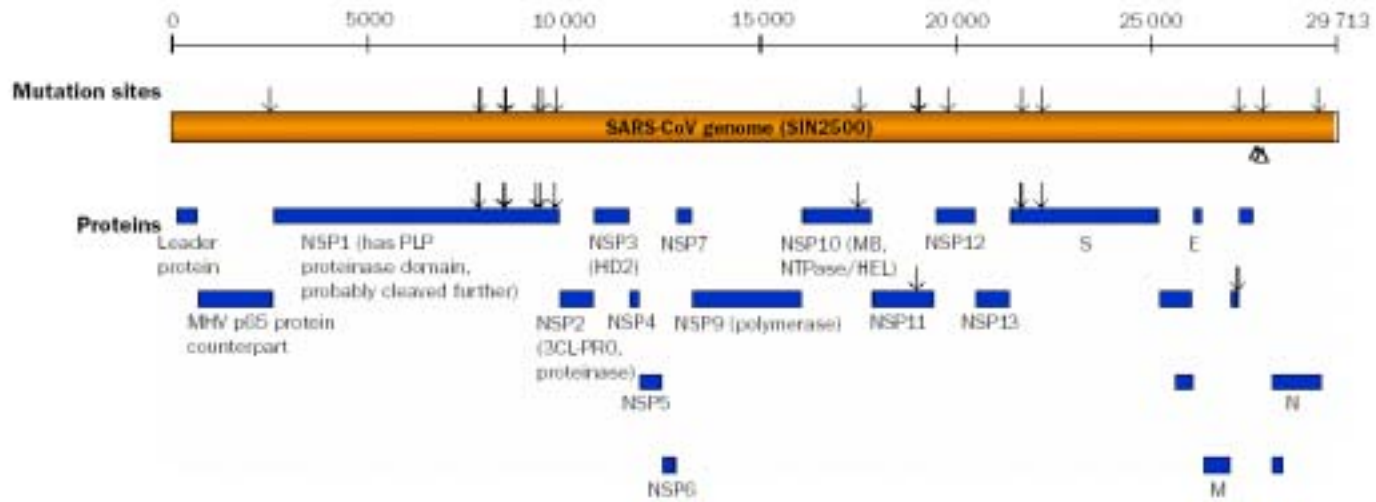 0 5000 10 000 15 000 20 000 25 000 29 713
Mutation sites
SARS-CoV genome (SIN2500)
Proteins
Leader
protein
NSP1 (has PLP
proteinase domain,
probably cleaved further)
NSP3
(HD2)
NSP7
NSP10 (MB,
NTPase/HEL)
NSP12
S
E
MHV p65 protein
counterpart
NSP2
(3CL-PRO,
proteinase)
NSP4
NSP9 (polymerase)
NSP11
NSP13
NSP5
N
NSP6
M